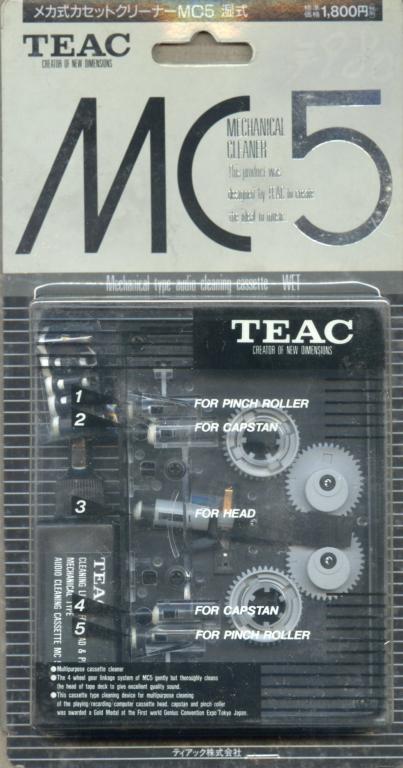 メカ式カセットクリーナーMC5 湿式
標準価格 1,800円
TEAC
CREATOR OF NEW DIMENSIONS
MC5
MECHANICAL
CLEANER
This product was
designed by TEAC to create
the ideal in music.
Mechanical type audio cleaning cassette WET
TEAC
CREATOR OF NEW DIMENSIONS
1 FOR PINCH ROLLER
2 FOR CAPSTAN
3 FOR HEAD
4 FOR CAPSTAN
5 FOR PINCH ROLLER
TEAC
CLEANING
MECHANICAL TYPE
AUDIO CLEANING CASSETTE MC
●Multipurpose cassette cleaner
●The 4 wheel gear linkage system of MC5 gently but thoroughly cleans
the head of tape deck to give excellent quality sound.
●This cassette type cleaning device for multipurpose cleaning
of the playing/recording/computer cassette head, capstan and pinch roller
was awarded a Gold Madal at the First world Genius Convention Expo'Tokyo Japan.
ティアック株式会社